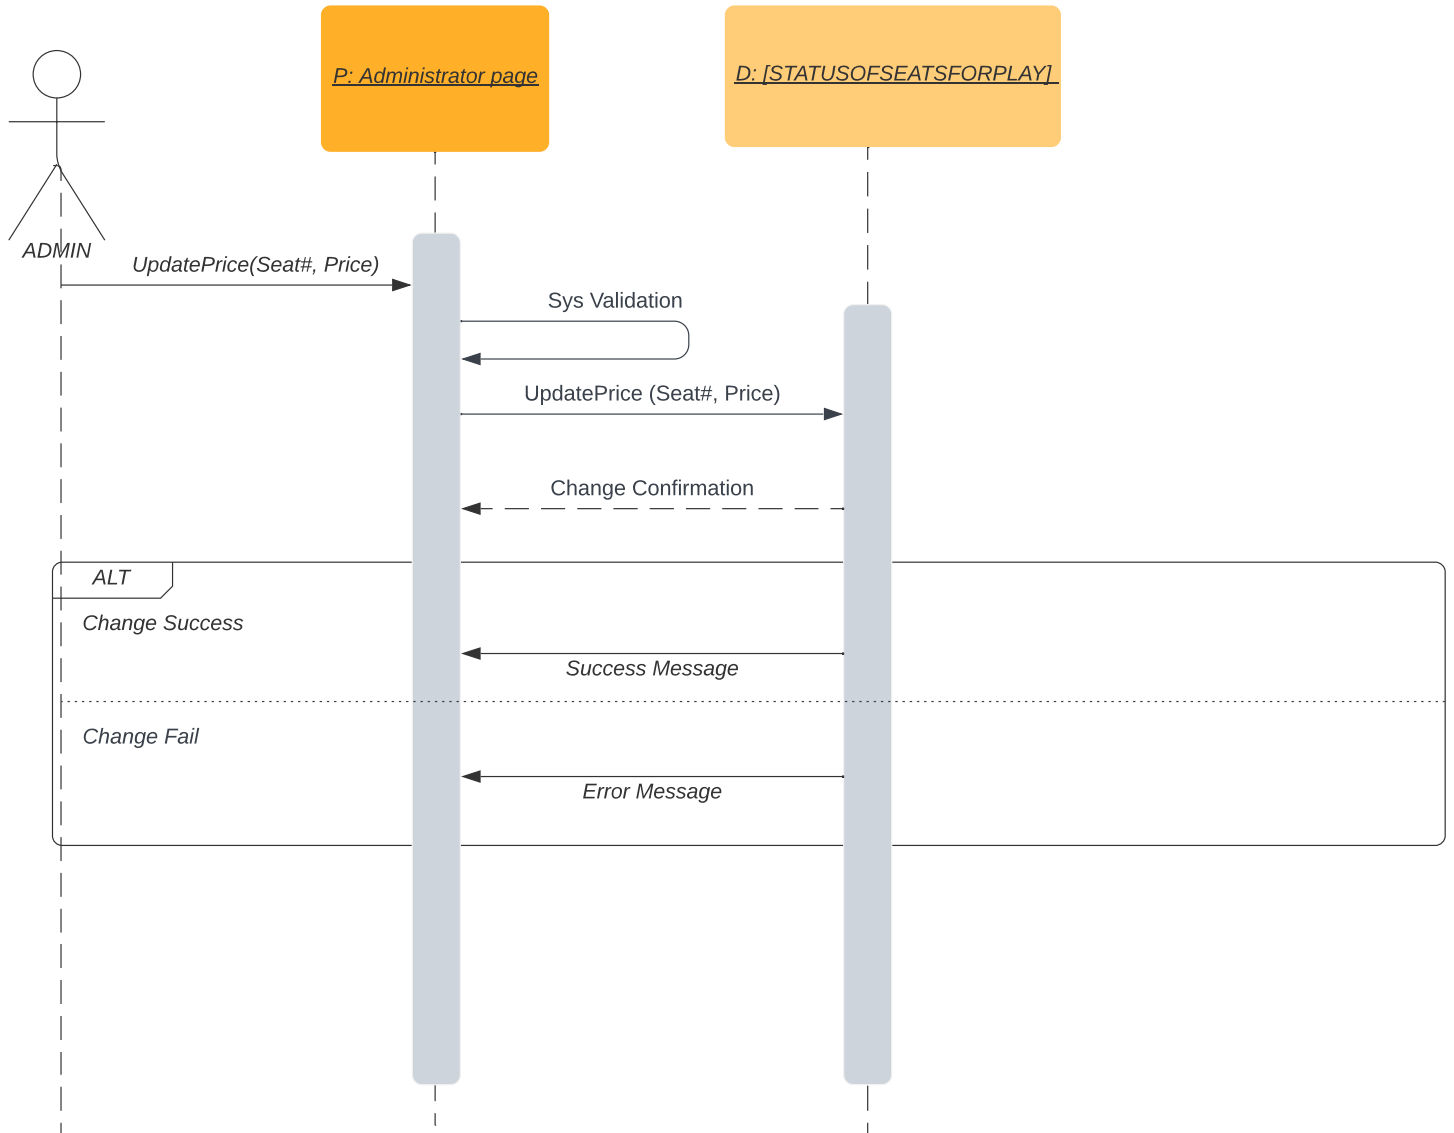 P: Administrator page
D: [STATUSOFSEATSFORPLAY]
ADMIN
UpdatePrice(Seat#, Price)
Sys Validation
UpdatePrice (Seat#, Price)
Change Confirmation
ALT
Change Success
Success Message
Change Fail
Error Message